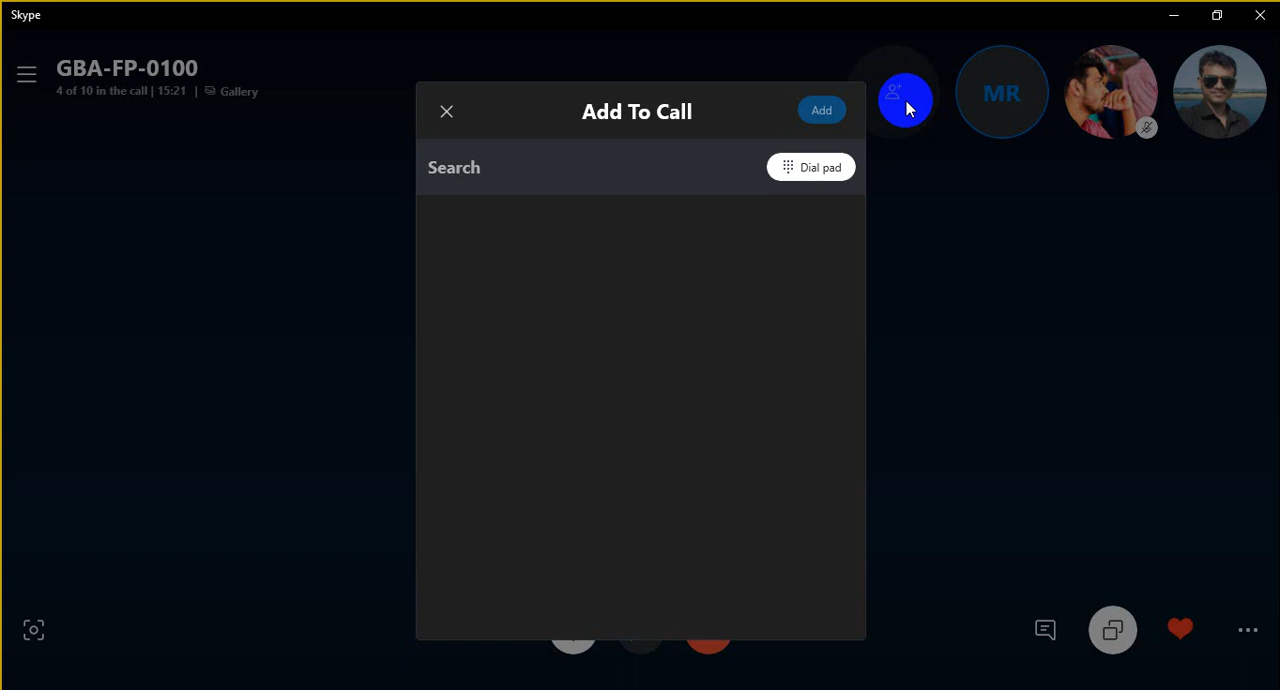 Skype
GBA-FP-0100
4 of 10 in the call | 15:21 | Gallery
Add To Call
Add
MR
Search
Dial pad